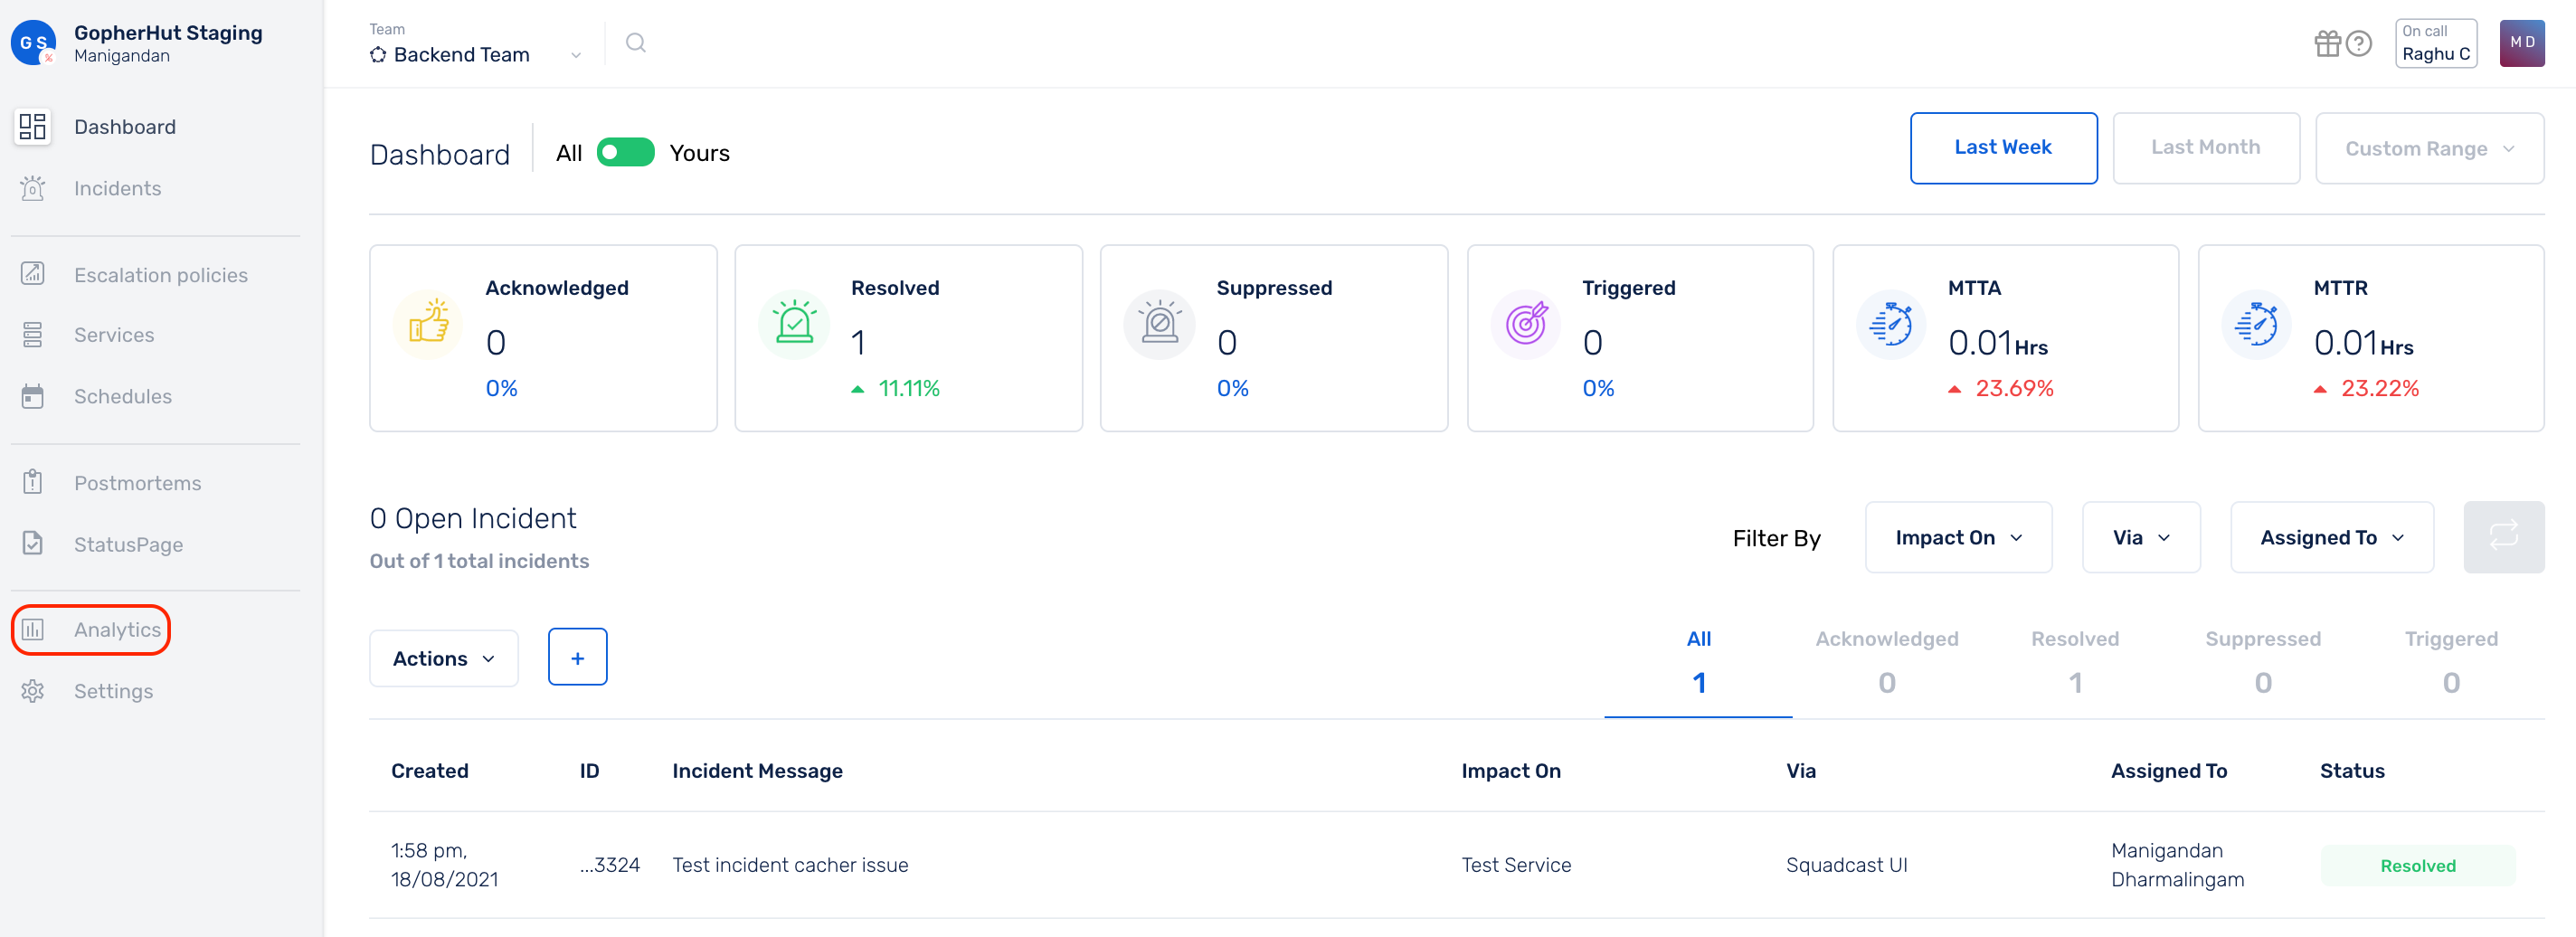 GS
GopherHut Staging
Manigandan
Dashboard
Incidents
Escalation policies
Services
Schedules
Postmortems
StatusPage
Analytics
Settings
Team
Backend Team
On call
Raghu C
MD
Dashboard
All
Yours
Last Week
Last Month
Custom Range
Acknowledged
0
0%
Resolved
1
11.11%
Suppressed
0
0%
Triggered
0
0%
MTTA
0.01Hrs
23.69%
MTTR
0.01Hrs
23.22%
0 Open Incident
Out of 1 total incidents
Filter By
Impact On
Via
Assigned To
Actions
+
All
1
Acknowledged
0
Resolved
1
Suppressed
0
Triggered
0
Created ID Incident Message Impact On Via Assigned To Status
1:58 pm,
18/08/2021
...3324
Test incident cacher issue
Test Service
Squadcast UI
Manigandan
Dharmalingam
Resolved